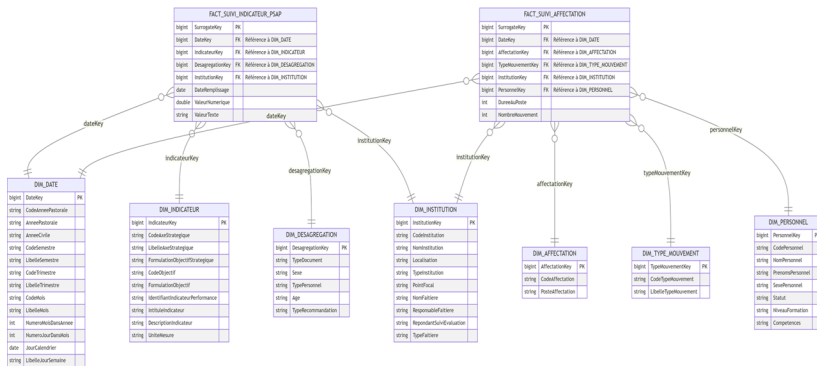 FACT_SUIVI_INDICATEUR_PSAP
bigint SurrogateKey PK
bigint DateKey FK Référence à DIM_DATE
bigint IndicateurKey FK Référence à DIM_INDICATEUR
bigint DesagregationKey FK Référence à DIM_DESAGREGATION
bigint InstitutionKey FK Référence à DIM_INSTITUTION
date DateRemplissage
double ValeurNumerique
string ValeurTexte
FACT_SUIVI_AFFECTATION
bigint SurrogateKey PK
bigint DateKey FK Référence à DIM_DATE
bigint AffectationKey FK Référence à DIM_AFFECTATION
bigint TypeMouvementKey FK Référence à DIM_TYPE_MOUVEMENT
bigint InstitutionKey FK Référence à DIM_INSTITUTION
bigint PersonnelKey FK Référence à DIM_PERSONNEL
int DureeAuPoste
int NombreMouvement
dateKey
dateKey
indicateurKey
desagregationKey
institutionKey
institutionKey
affectationKey
typeMouvementKey
personnelKey
DIM_DATE
bigint DateKey PK
string CodeAnneePastorale
string AnneePastorale
string AnneeCivile
string CodeSemestre
string LibelleSemestre
string CodeTrimestre
string LibelleTrimestre
string CodeMois
string LibelleMois
int NumeroMoisDansAnnee
int NumeroJourDansMois
date JourCalendrier
string LibelleJourSemaine
DIM_INDICATEUR
bigint IndicateurKey PK
string CodeAxeStrategique
string LibelleAxeStrategique
string FormulationObjectifStrategique
string CodeObjectif
string FormulationObjectif
string IdentifiantIndicateurPerformance
string IntituleIndicateur
string DescriptionIndicateur
string UniteMesure
DIM_DESAGREGATION
bigint DesagregationKey PK
string TypeDocument
string Sexe
string TypePersonnel
string Age
string TypeRecommandation
DIM_INSTITUTION
bigint InstitutionKey PK
string CodeInstitution
string NomInstitution
string Localisation
string TypeInstitution
string PointFocal
string NomFaitiere
string ResponsableFaitiere
string RepondantSuiviEvaluation
string TypeFaitiere
DIM_AFFECTATION
bigint AffectationKey PK
string CodeAffectation
string PosteAffectation
DIM_TYPE_MOUVEMENT
bigint TypeMouvementKey PK
string CodeTypeMouvement
string LibelleTypeMouvement
DIM_PERSONNEL
bigint PersonnelKey
string CodePersonnel
string NomPersonnel
string PrenomsPersonnel
string SexePersonnel
string Statut
string NiveauFormation
string Competences